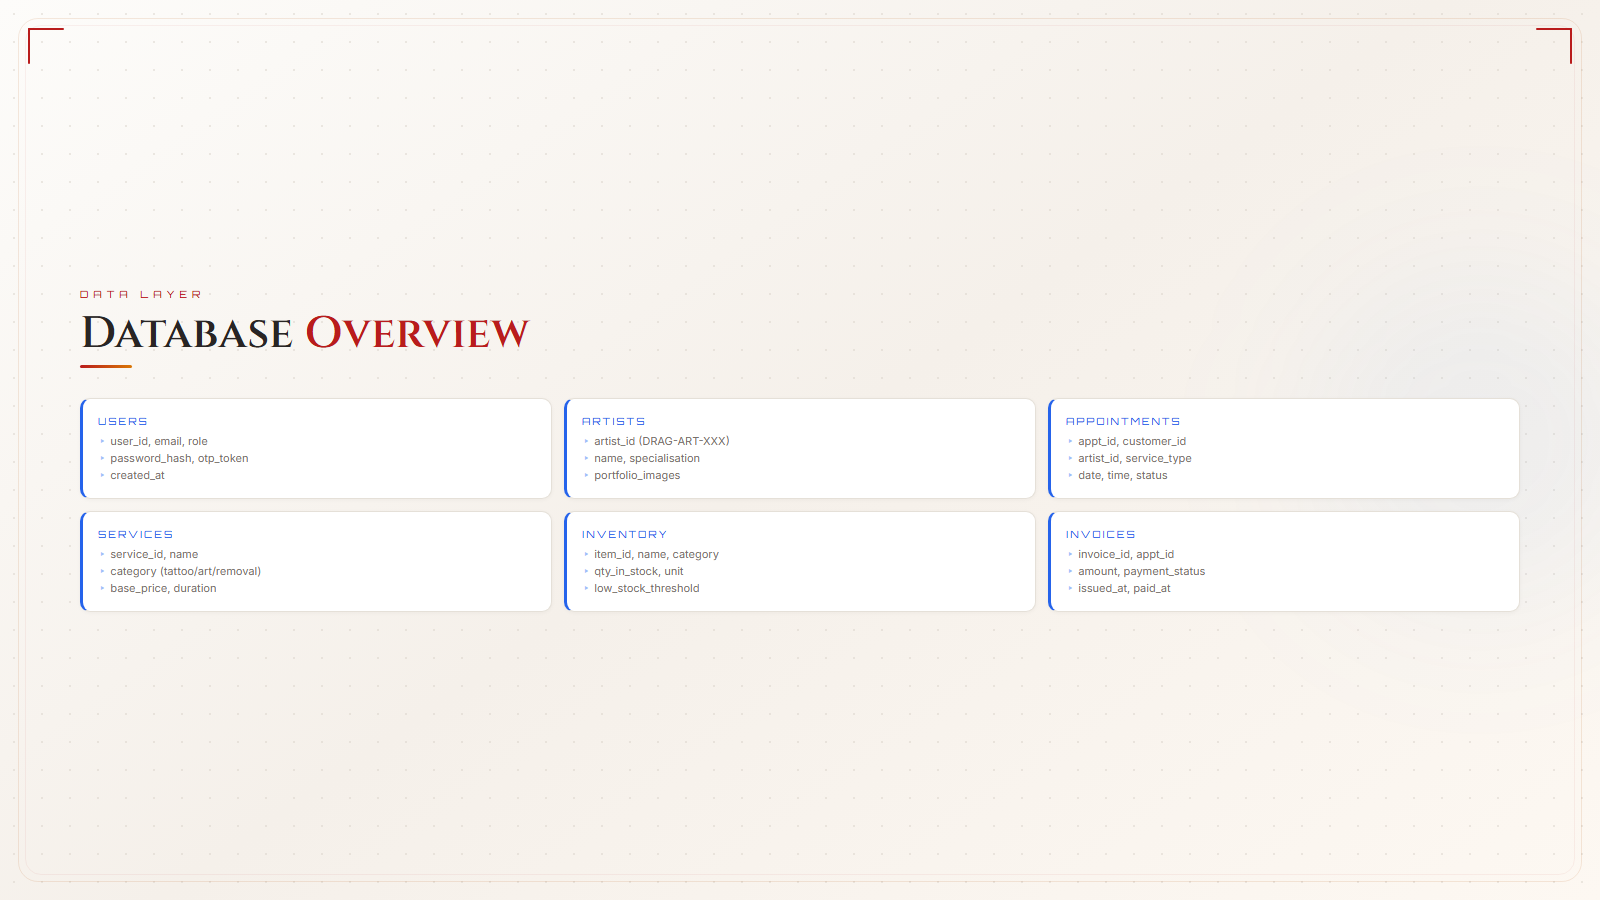 DATA LAYER
DATABASE OVERVIEW
USERS
‣ user_id, email, role
‣ password_hash, otp_token
‣ created_at
ARTISTS
‣ artist_id (DRAG-ART-XXX)
‣ name, specialisation
‣ portfolio_images
APPOINTMENTS
‣ appt_id, customer_id
‣ artist_id, service_type
‣ date, time, status
SERVICES
‣ service_id, name
‣ category (tattoo/art/removal)
‣ base_price, duration
INVENTORY
‣ item_id, name, category
‣ qty_in_stock, unit
‣ low_stock_threshold
INVOICES
‣ invoice_id, appt_id
‣ amount, payment_status
‣ issued_at, paid_at